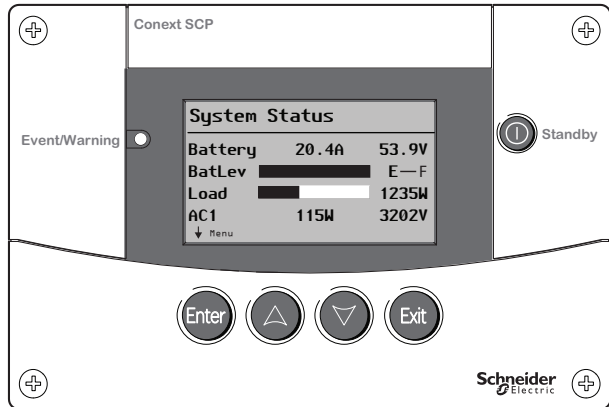 Conext SCP
Event/Warning
Standby
System Status
Battery 20.4A 53.9V
BatLev E—F
Load 1235W
AC1 115W 3202V
↓ Menu
Enter
Exit
Schneider
Electric